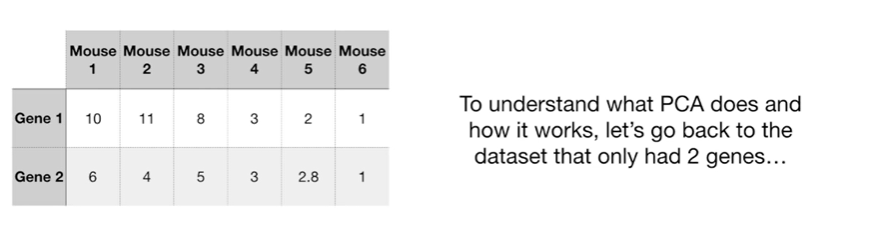 Mouse Mouse Mouse Mouse Mouse Mouse
1 2 3 4 5 6
Gene 1 10 11 8 3 2 1
Gene 2 6 4 5 3 2.8 1
To understand what PCA does and
how it works, let’s go back to the
dataset that only had 2 genes…